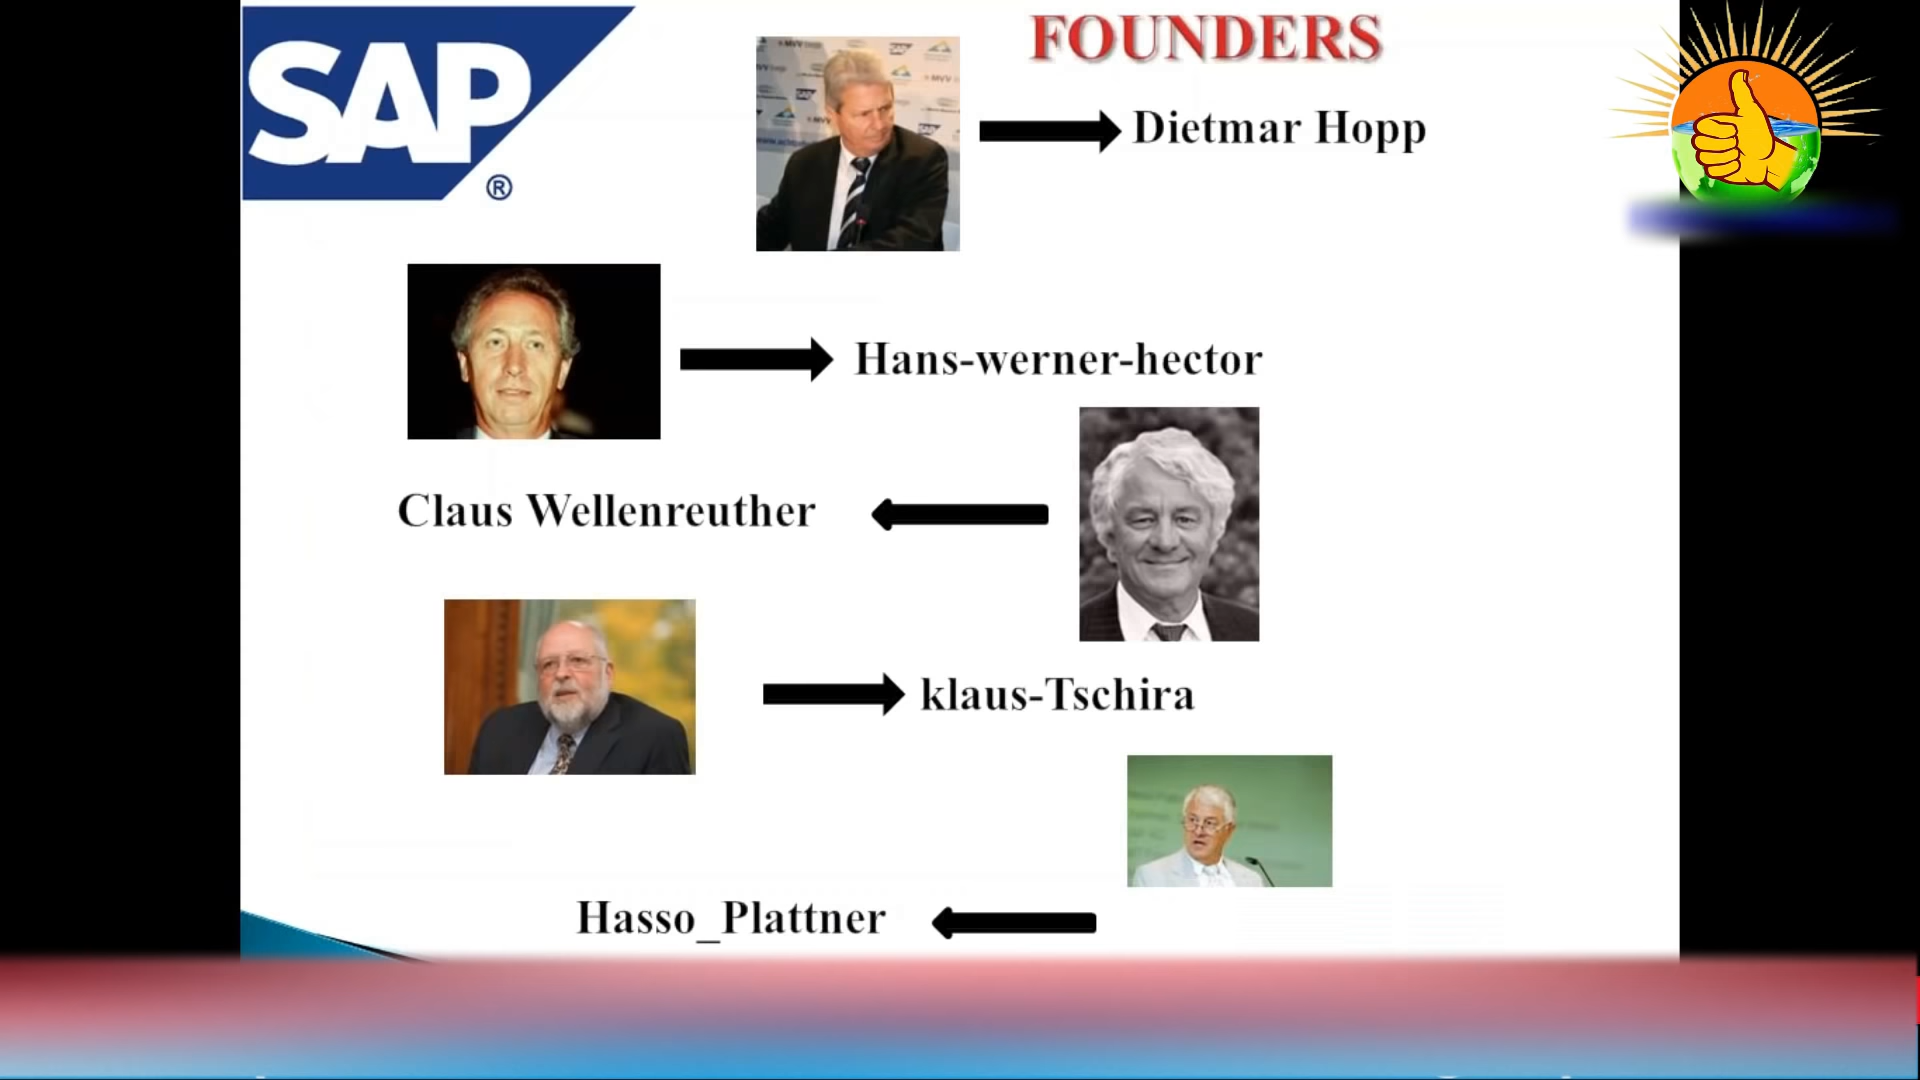 SAP
®
FOUNDERS
Dietmar Hopp
Hans-werner-hector
Claus Wellenreuther
klaus-Tschira
Hasso_Plattner